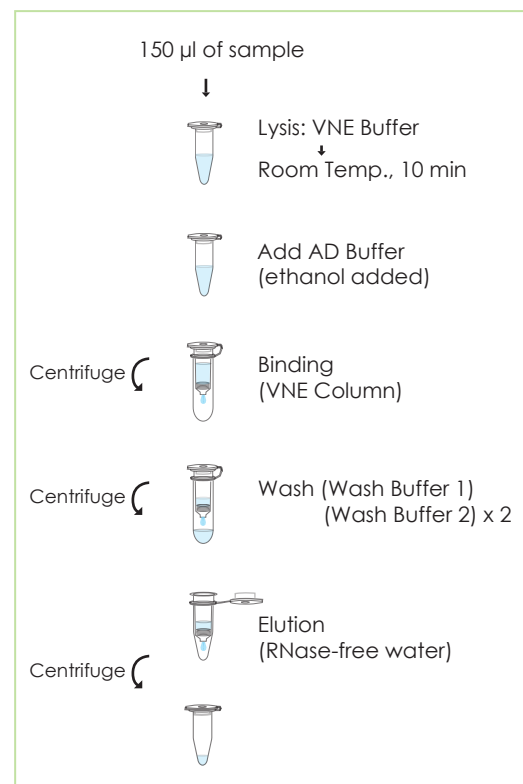 150 µl of sample
Lysis: VNE Buffer
Room Temp., 10 min
Add AD Buffer
(ethanol added)
Centrifuge
Binding
(VNE Column)
Centrifuge
Wash (Wash Buffer 1)
(Wash Buffer 2) x 2
Elution
(RNase-free water)
Centrifuge